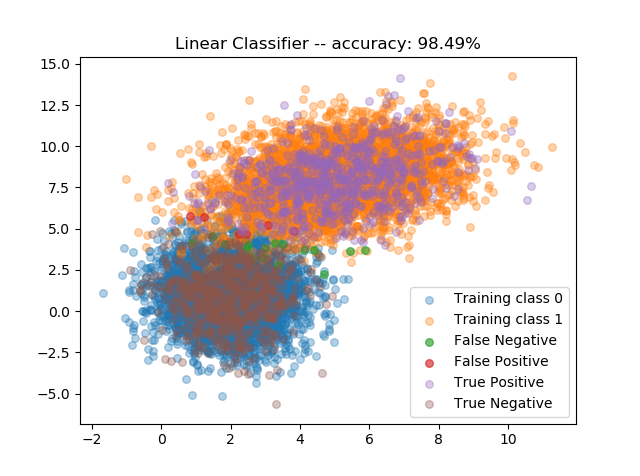 Linear Classifier -- accuracy: 98.49%
15.0
12.5
10.0
7.5
5.0
2.5
0.0
−2.5
−5.0
Training class 0
Training class 1
False Negative
False Positive
True Positive
True Negative
−2 0 2 4 6 8 10